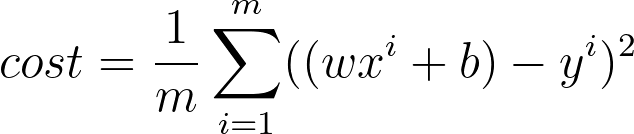 cost = \frac{1}{m} \sum_{i=1}^{m} ((wx^i + b) - y^i)^2